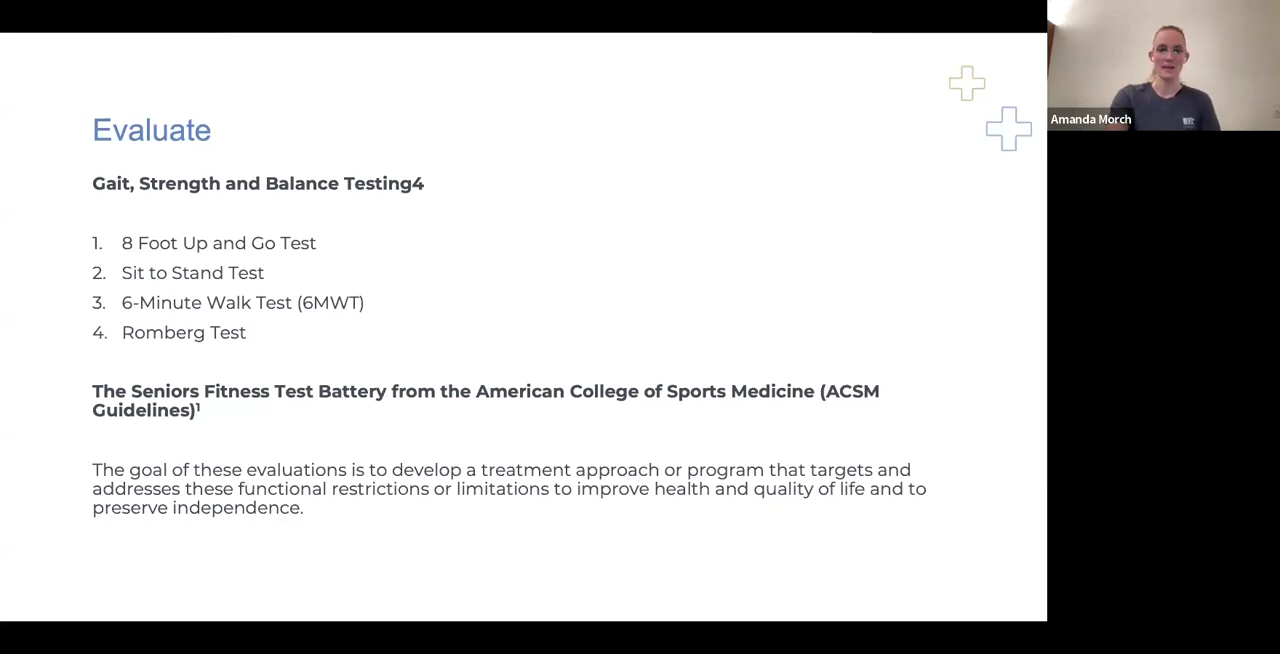 Evaluate
Gait, Strength and Balance Testing4
1. 8 Foot Up and Go Test
2. Sit to Stand Test
3. 6-Minute Walk Test (6MWT)
4. Romberg Test
The Seniors Fitness Test Battery from the American College of Sports Medicine (ACSM
Guidelines)¹
The goal of these evaluations is to develop a treatment approach or program that targets and
addresses these functional restrictions or limitations to improve health and quality of life and to
preserve independence.
Amanda Morch